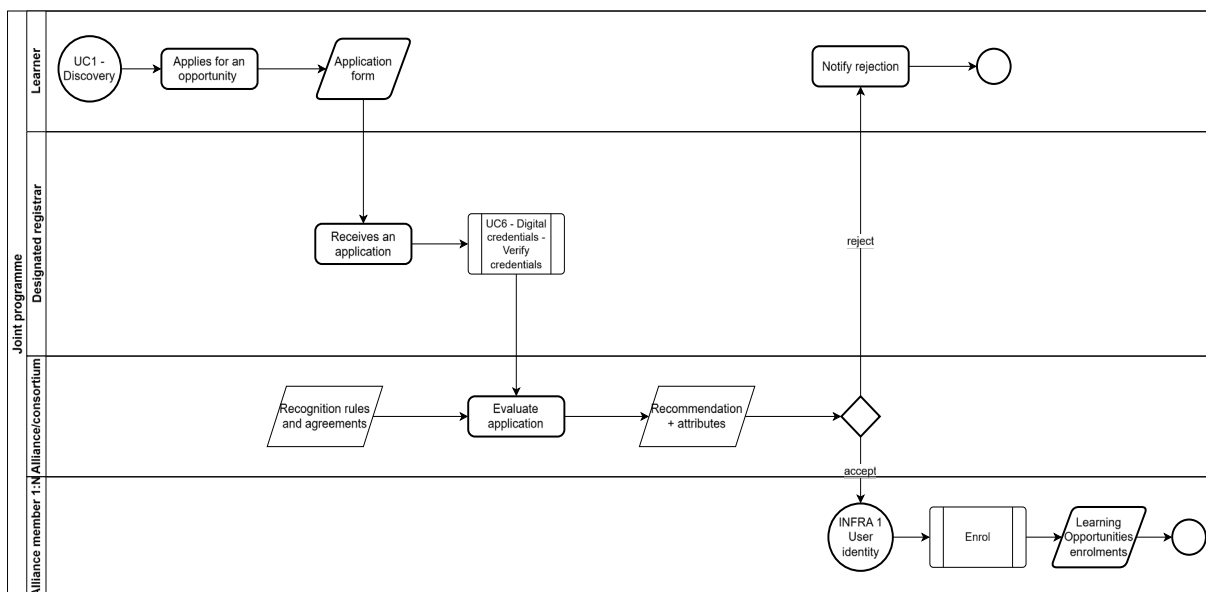 Joint programme
Learner
UC1 -
Discovery
Applies for an
opportunity
Application
form
Notify rejection
Designated registrar
Receives an
application
UC6 - Digital
credentials -
Verify
credentials
reject
Alliance/consortium
Recognition rules
and agreements
Evaluate
application
Recommendation
+ attributes
accept
Alliance member 1:N
INFRA 1
User
identity
Enrol
Learning
Opportunities
enrolments